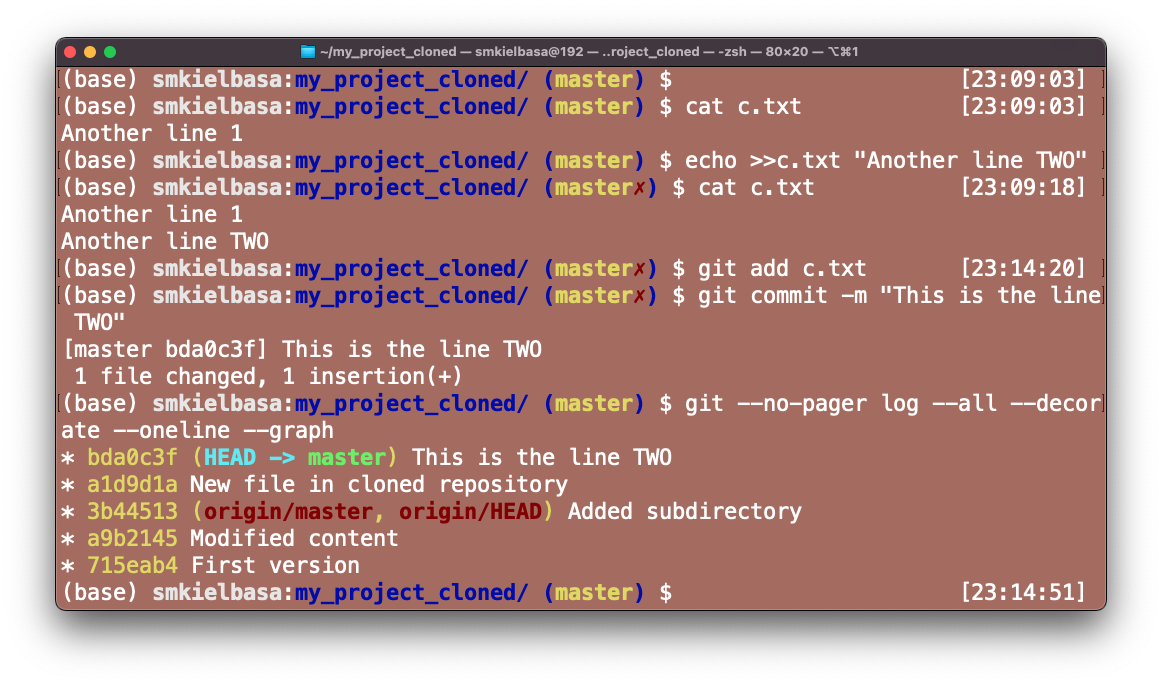 ~/my_project_cloned — smkielbasa@192 — ..roject_cloned — -zsh — 80×20 — ⌥⌘1
(base) smkielbasa:my_project_cloned/ (master) $ [23:09:03]
(base) smkielbasa:my_project_cloned/ (master) $ cat c.txt [23:09:03]
Another line 1
(base) smkielbasa:my_project_cloned/ (master) $ echo >>c.txt "Another line TWO"
(base) smkielbasa:my_project_cloned/ (master✗) $ cat c.txt [23:09:18]
Another line 1
Another line TWO
(base) smkielbasa:my_project_cloned/ (master✗) $ git add c.txt [23:14:20]
(base) smkielbasa:my_project_cloned/ (master✗) $ git commit -m "This is the line
 TWO"
[master bda0c3f] This is the line TWO
 1 file changed, 1 insertion(+)
(base) smkielbasa:my_project_cloned/ (master) $ git --no-pager log --all --decor
ate --oneline --graph
* bda0c3f (HEAD -> master) This is the line TWO
* a1d9d1a New file in cloned repository
* 3b44513 (origin/master, origin/HEAD) Added subdirectory
* a9b2145 Modified content
* 715eab4 First version
(base) smkielbasa:my_project_cloned/ (master) $ [23:14:51]